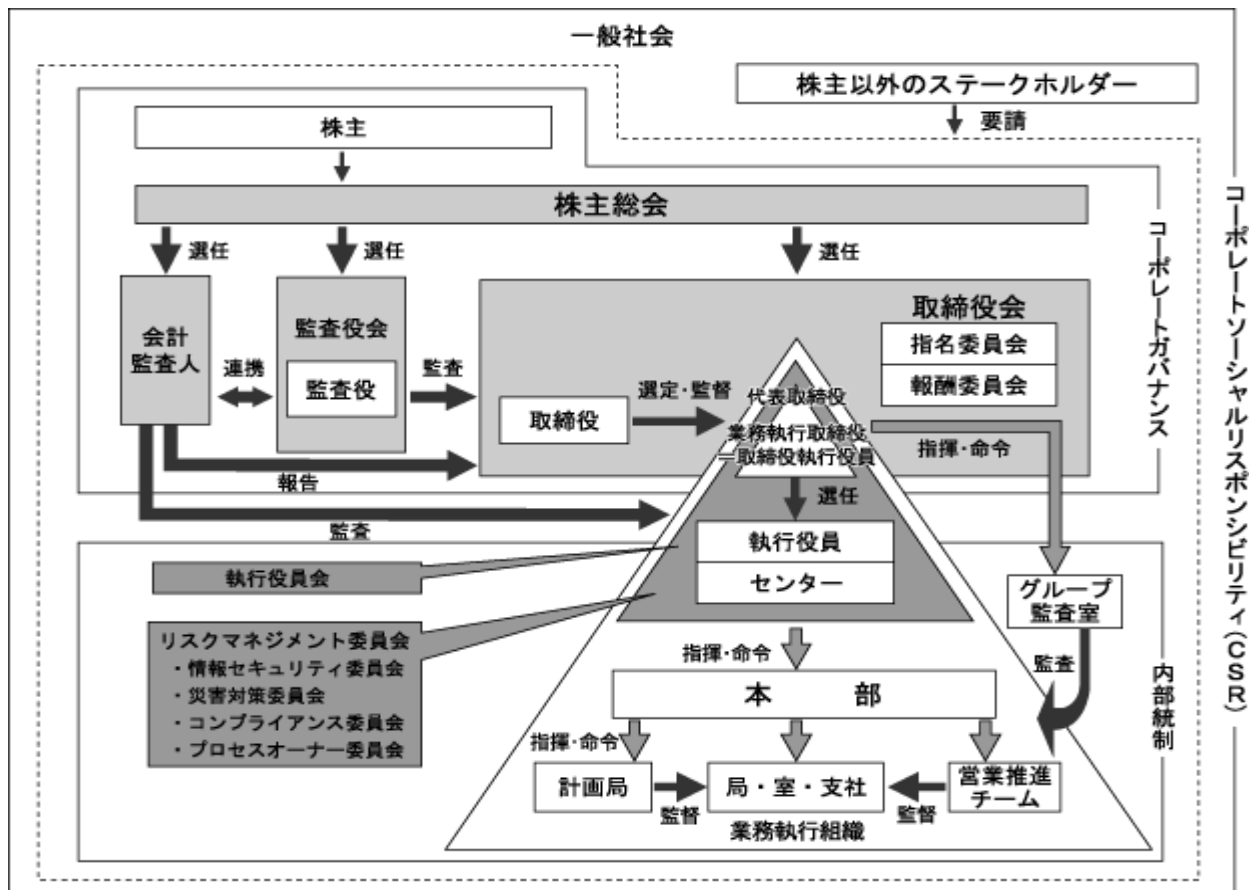 一般社会
株主以外のステークホルダー
要請
株主
株主総会
選任
選任
選任
会計
監査人
連携
監査役会
監査役
監査
取締役会
指名委員会
報酬委員会
取締役
選定・監督
代表取締役
業務執行取締役
＝取締役執行役員
指揮・命令
報告
選任
監査
コーポレートガバナンス
コーポレートソーシャルリスポンシビリティ（CSR）
執行役員
センター
執行役員会
グループ
監査室
リスクマネジメント委員会
・情報セキュリティ委員会
・災害対策委員会
・コンプライアンス委員会
・プロセスオーナー委員会
指揮・命令
監査
本　部
内部統制
指揮・命令
計画局
監督
局・室・支社
監督
営業推進
チーム
業務執行組織